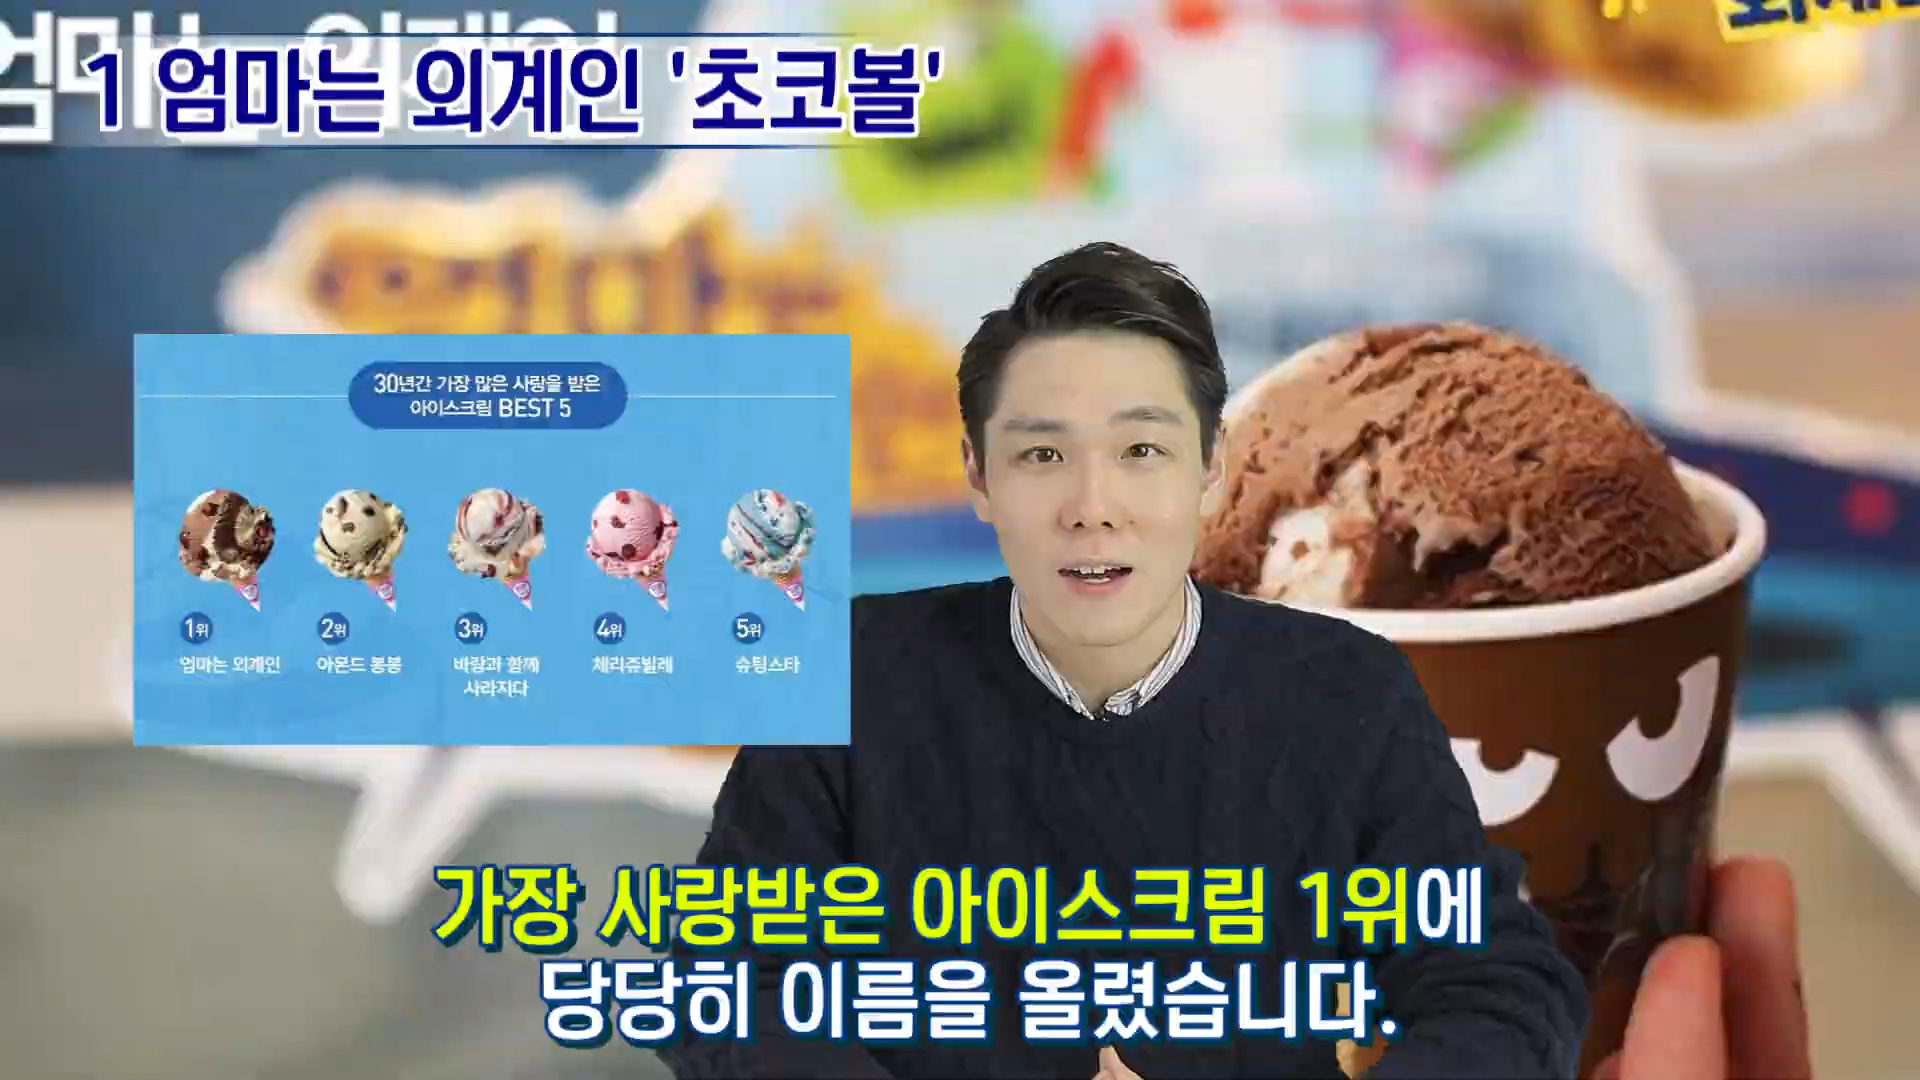 1 엄마는 외계인 '초코볼'
30년간 가장 많은 사랑을 받은
아이스크림 BEST 5
1위
2위
3위
4위
5위
엄마는 외계인
아몬드 봉봉
바람과 함께
사라지다
체리쥬빌레
슈팅스타
가장 사랑받은 아이스크림 1위에
당당히 이름을 올렸습니다.